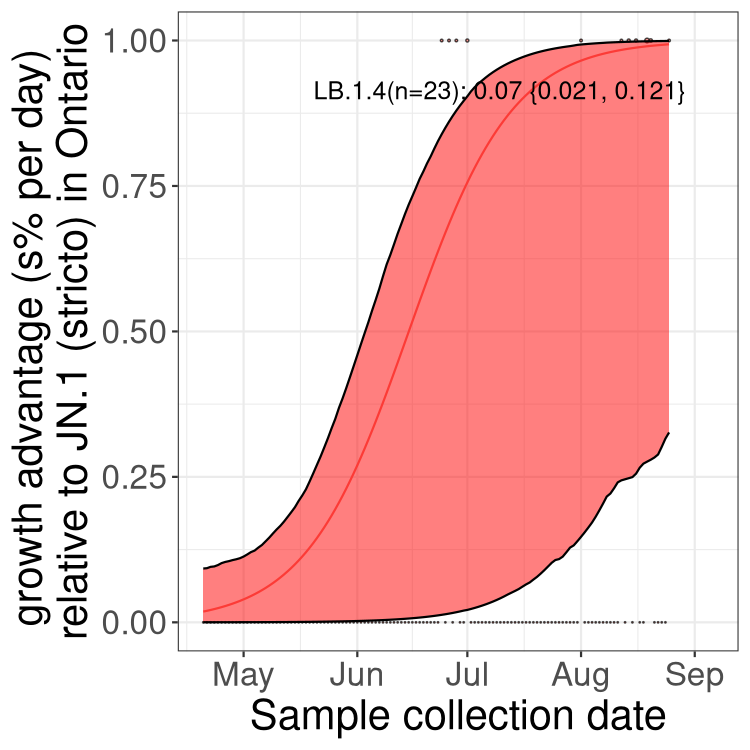 growth advantage (s% per day)
relative to JN.1 (stricto) in Ontario
1.00
0.75
0.50
0.25
0.00
LB.1.4(n=23): 0.07 {0.021, 0.121}
May Jun Jul Aug Sep
Sample collection date